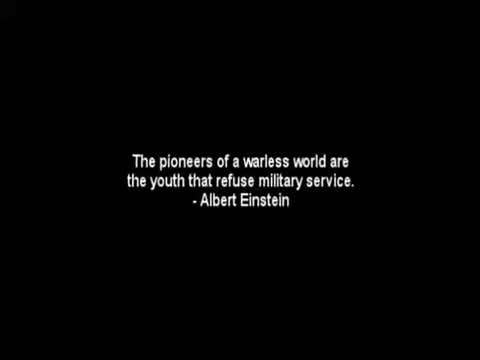 The pioneers of a warless world are
the youth that refuse military service.
- Albert Einstein